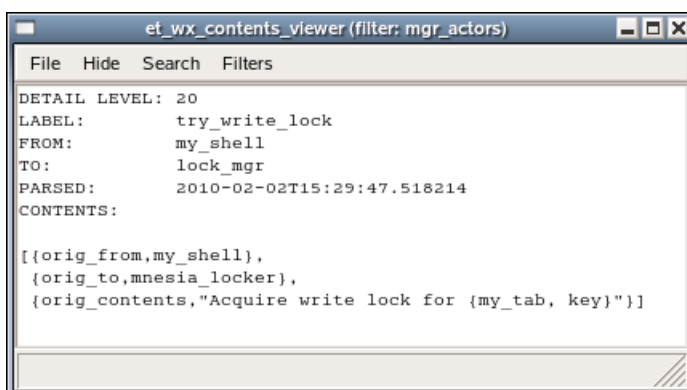 et_wx_contents_viewer (filter: mgr_actors)
File Hide Search Filters
DETAIL LEVEL: 20
LABEL: try_write_lock
FROM: my_shell
TO: lock_mgr
PARSED: 2010-02-02T15:29:47.518214
CONTENTS:
[{orig_from,my_shell},
{orig_to,mnesia_locker},
{orig_contents,"Acquire write lock for {my_tab, key}"}]